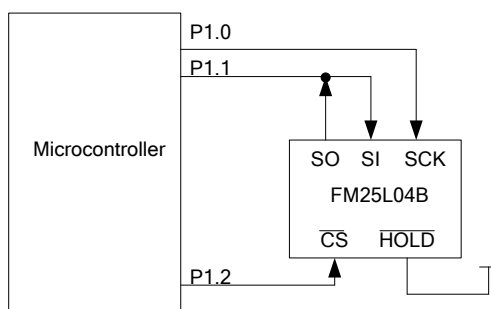 P1.0
P1.1
Microcontroller
SO SI SCK
FM25L04B
CS HOLD
P1.2